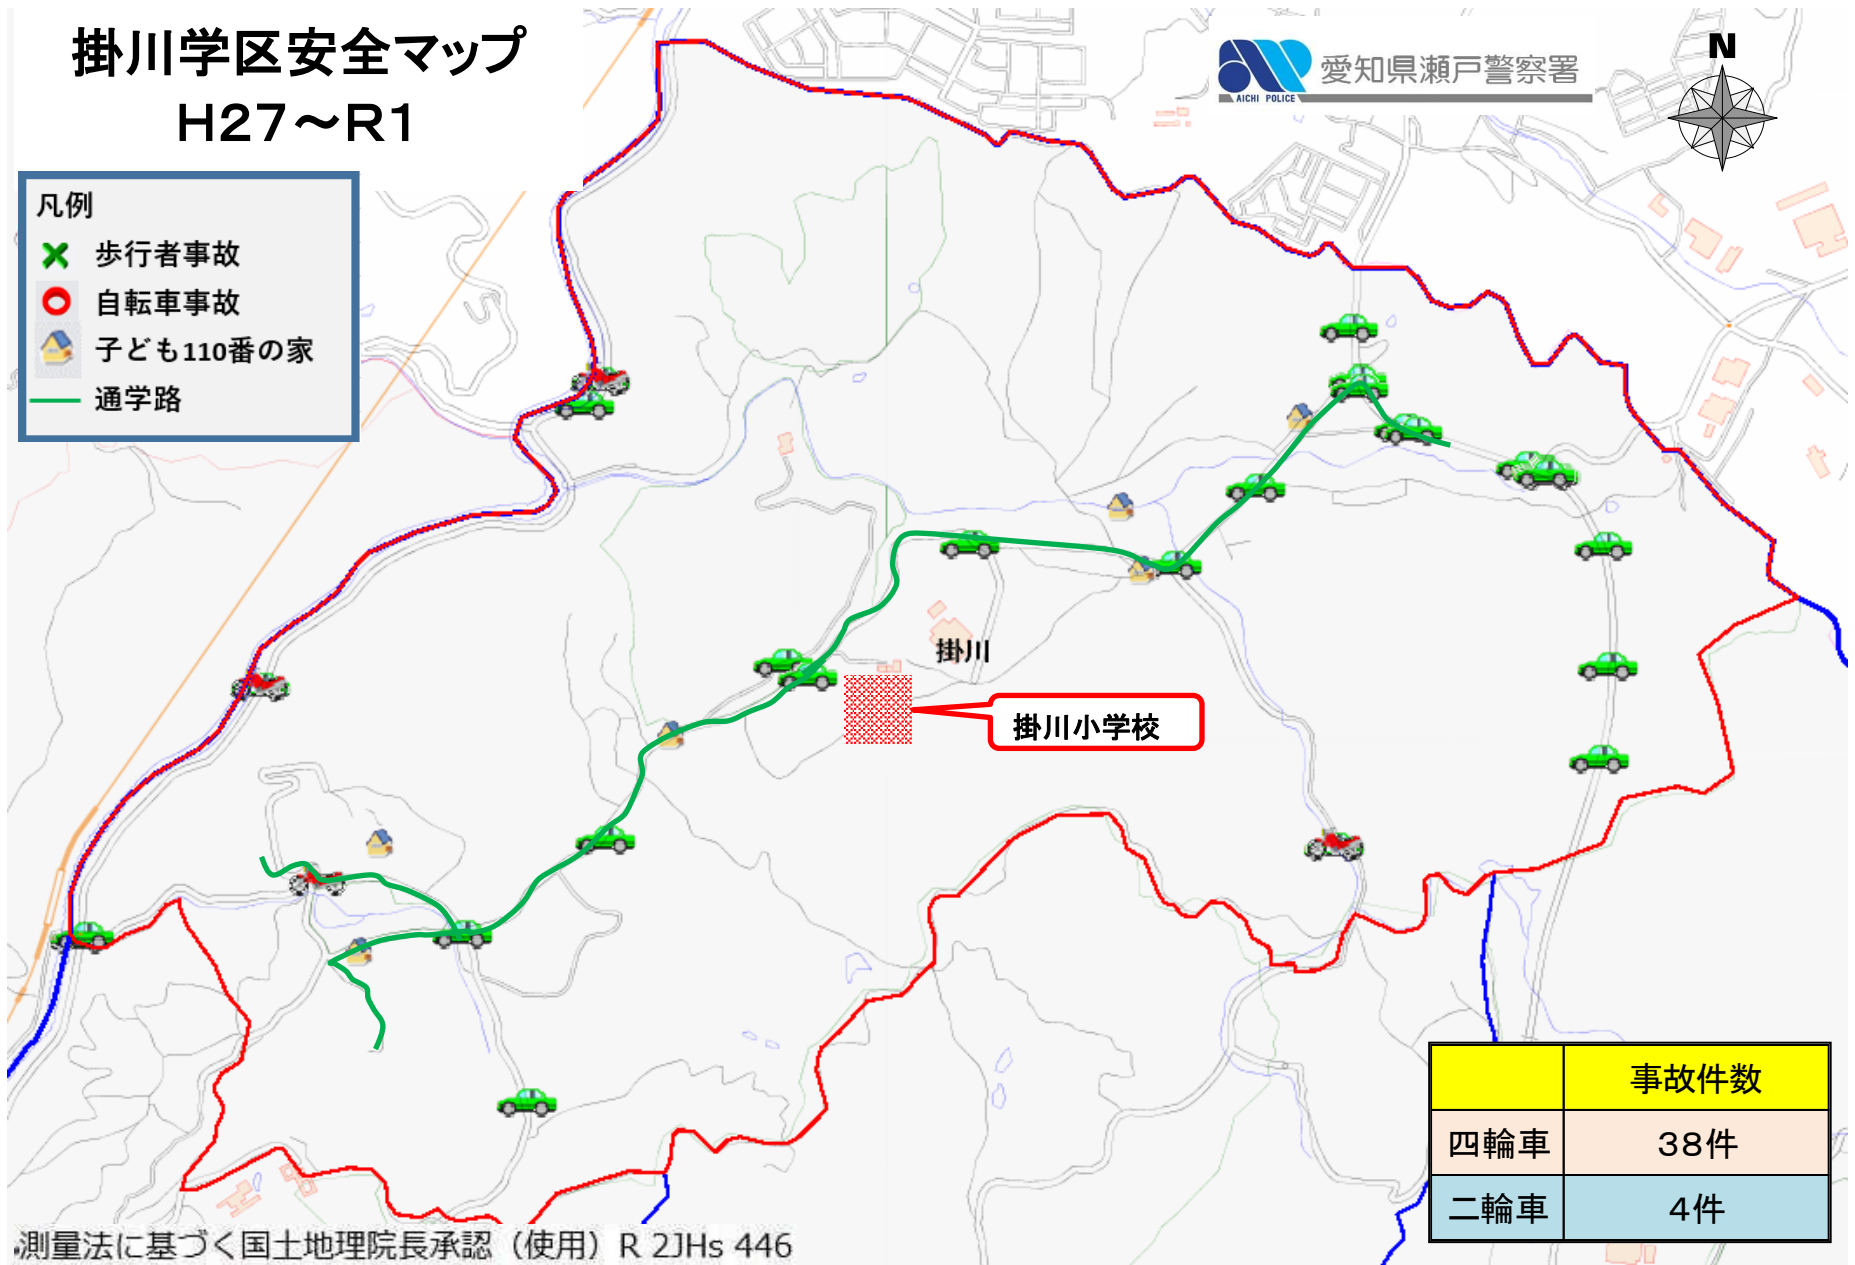 掛川学区安全マップ
H27～R1
AICHI POLICE
愛知県瀬戸警察署
N
凡例
歩行者事故
自転車事故
子ども110番の家
通学路
掛川
掛川小学校
事故件数
四輪車 38件
二輪車 4件
測量法に基づく国土地理院長承認（使用）R 2JHs 446